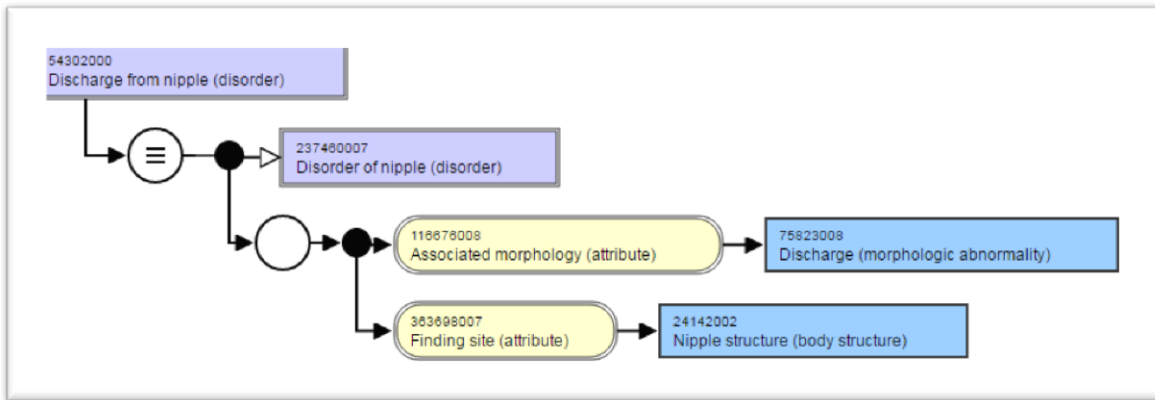 54302000
Discharge from nipple (disorder)
237460007
Disorder of nipple (disorder)
116676008
Associated morphology (attribute)
75823008
Discharge (morphologic abnormality)
363698007
Finding site (attribute)
24142002
Nipple structure (body structure)